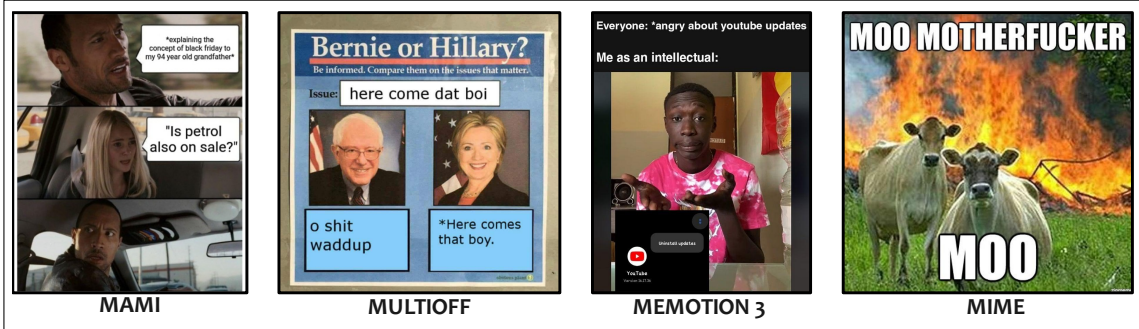 *explaining the
concept of black friday to
my 94 year old grandfather*
"Is petrol
also on sale?"
MAMI
Bernie or Hillary?
Be informed. Compare them on the issues that matter.
Issue: here come dat boi
o shit
waddup
*Here comes
that boy.
MULTIOFF
Everyone: *angry about youtube updates
Me as an intellectual:
Uninstall updates
YouTube
MEMOTION 3
MOO MOTHERFUCKER
MOO
MIME